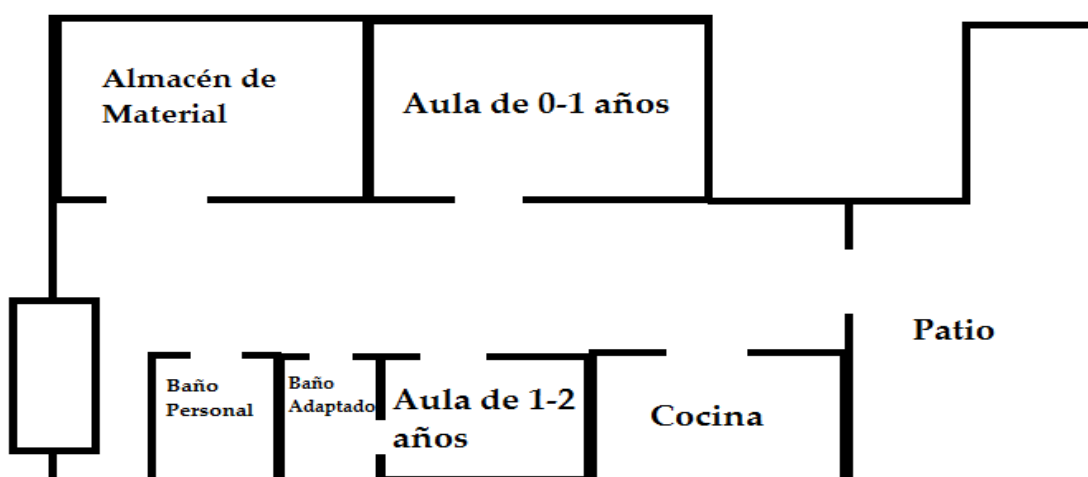 Almacén de
Material
Aula de 0-1 años
Patio
Baño
Personal
Baño
Adaptado
Aula de 1-2
años
Cocina